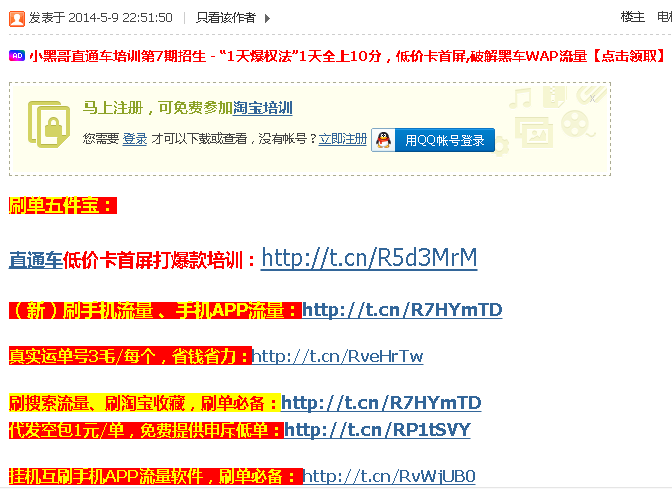 发表于 2014-5-9 22:51:50 | 只看该作者 楼主 电
AD 小黑哥直通车培训第7期招生 - “1天爆权法”1天全上10分，低价卡首屏,破解黑车WAP流量【点击领取】
马上注册，可免费参加淘宝培训
您需要 登录 才可以下载或查看，没有帐号？立即注册 用QQ帐号登录
刷单五件宝：
直通车低价卡首屏打爆款培训：http://t.cn/R5d3MrM
（新）刷手机流量 、手机APP流量：http://t.cn/R7HYmTD
真实运单号3毛/每个，省钱省力：http://t.cn/RveHrTw
刷搜索流量、刷淘宝收藏，刷单必备：http://t.cn/R7HYmTD
代发空包1元/单，免费提供申斥低单：http://t.cn/RP1tSVY
挂机互刷手机APP流量软件，刷单必备：http://t.cn/RvWjUB0